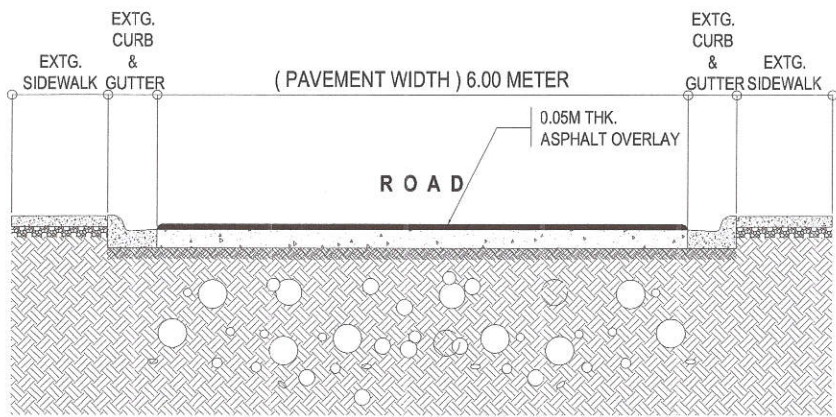 EXTG.
CURB
&
GUTTER
EXTG.
SIDEWALK
( PAVEMENT WIDTH ) 6.00 METER
EXTG.
CURB
&
GUTTER
EXTG.
SIDEWALK
0.05M THK.
ASPHALT OVERLAY
ROAD